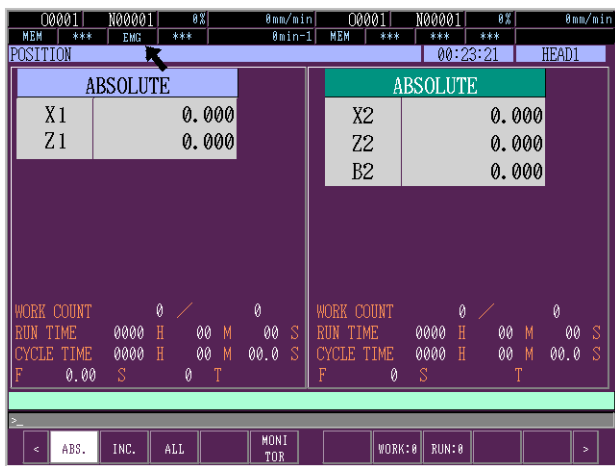 O0001 N00001 0% 0mm/min O0001 N00001 0% 0mm/min
MEM *** EMG *** 0min-1 MEM *** *** *** 0min-1
POSITION 00:23:21 HEAD1
ABSOLUTE ABSOLUTE
X1 0.000 X2 0.000
Z1 0.000 Z2 0.000
B2 0.000
WORK COUNT 0 / 0 WORK COUNT 0 / 0
RUN TIME 0000 H 00 M 00 S RUN TIME 0000 H 00 M 00 S
CYCLE TIME 0000 H 00 M 00.0 S CYCLE TIME 0000 H 00 M 00.0 S
F 0.00 S 0 T F 0 S T
>_
< ABS. INC. ALL MONI TOR WORK:0 RUN:0 >